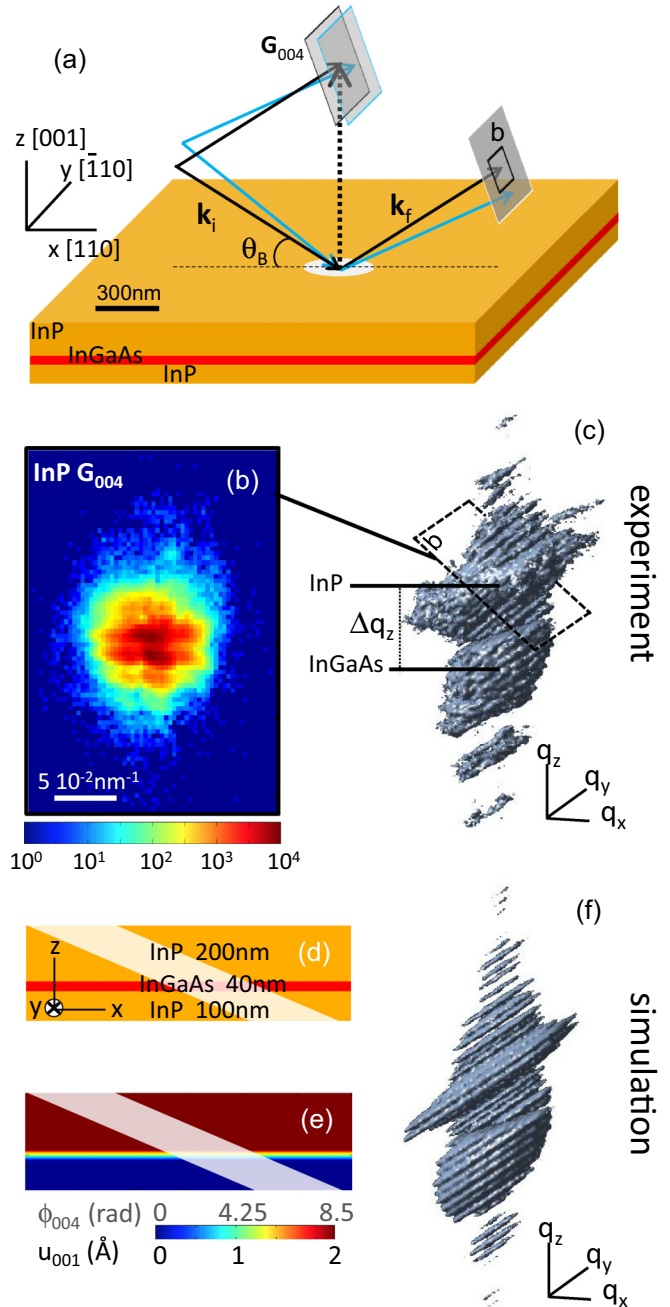 (a)
G004
z [001]
y [1̄10]
x [110]
ki
kf
b
θB
300nm
InP
InGaAs
InP
(b)
InP G004
5 10⁻²nm⁻¹
10⁰ 10¹ 10² 10³ 10⁴
(c)
experiment
b
InP
Δqz
InGaAs
qz
qy
qx
(d)
z
InP 200nm
InGaAs 40nm
y x InP 100nm
(e)
ϕ004 (rad) 0 4.25 8.5
u001 (Å) 0 1 2
(f)
simulation
qz
qy
qx